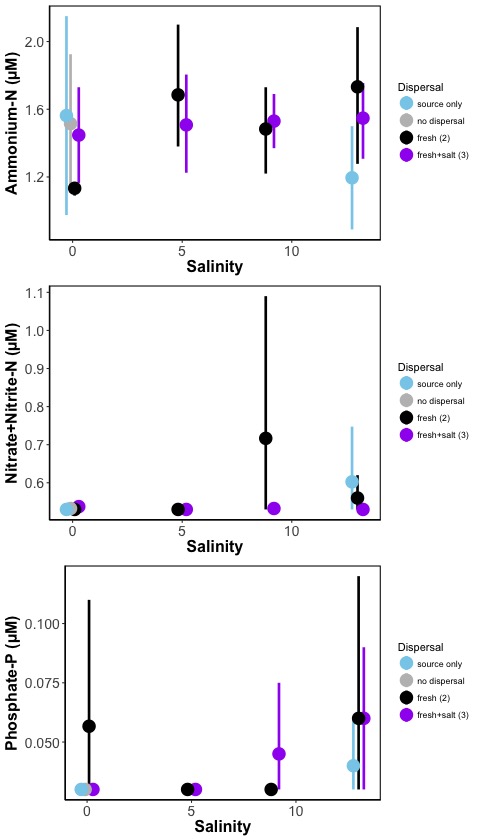 Ammonium-N (µM)
2.0
1.6
1.2
0
5
10
Salinity
Dispersal
source only
no dispersal
fresh (2)
fresh+salt (3)
Nitrate+Nitrite-N (µM)
1.1
1.0
0.9
0.8
0.7
0.6
0
5
10
Salinity
Dispersal
source only
no dispersal
fresh (2)
fresh+salt (3)
Phosphate-P (µM)
0.100
0.075
0.050
0
5
10
Salinity
Dispersal
source only
no dispersal
fresh (2)
fresh+salt (3)